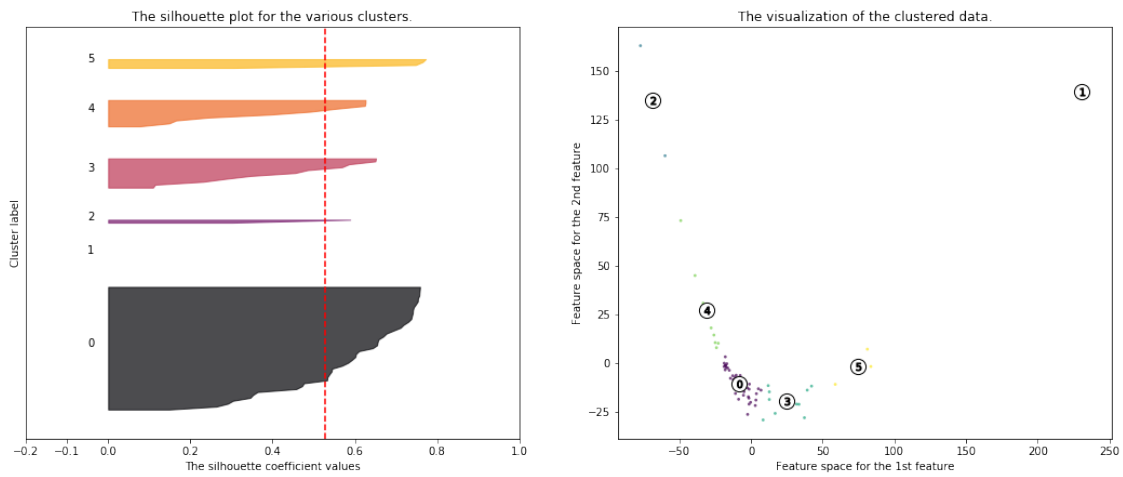 The silhouette plot for the various clusters.
5
4
3
2
1
0
Cluster label
−0.2 −0.1 0.0 0.2 0.4 0.6 0.8 1.0
The silhouette coefficient values
The visualization of the clustered data.
150
125
100
75
50
25
0
−25
Feature space for the 2nd feature
2
1
4
0
3
5
−50 0 50 100 150 200 250
Feature space for the 1st feature